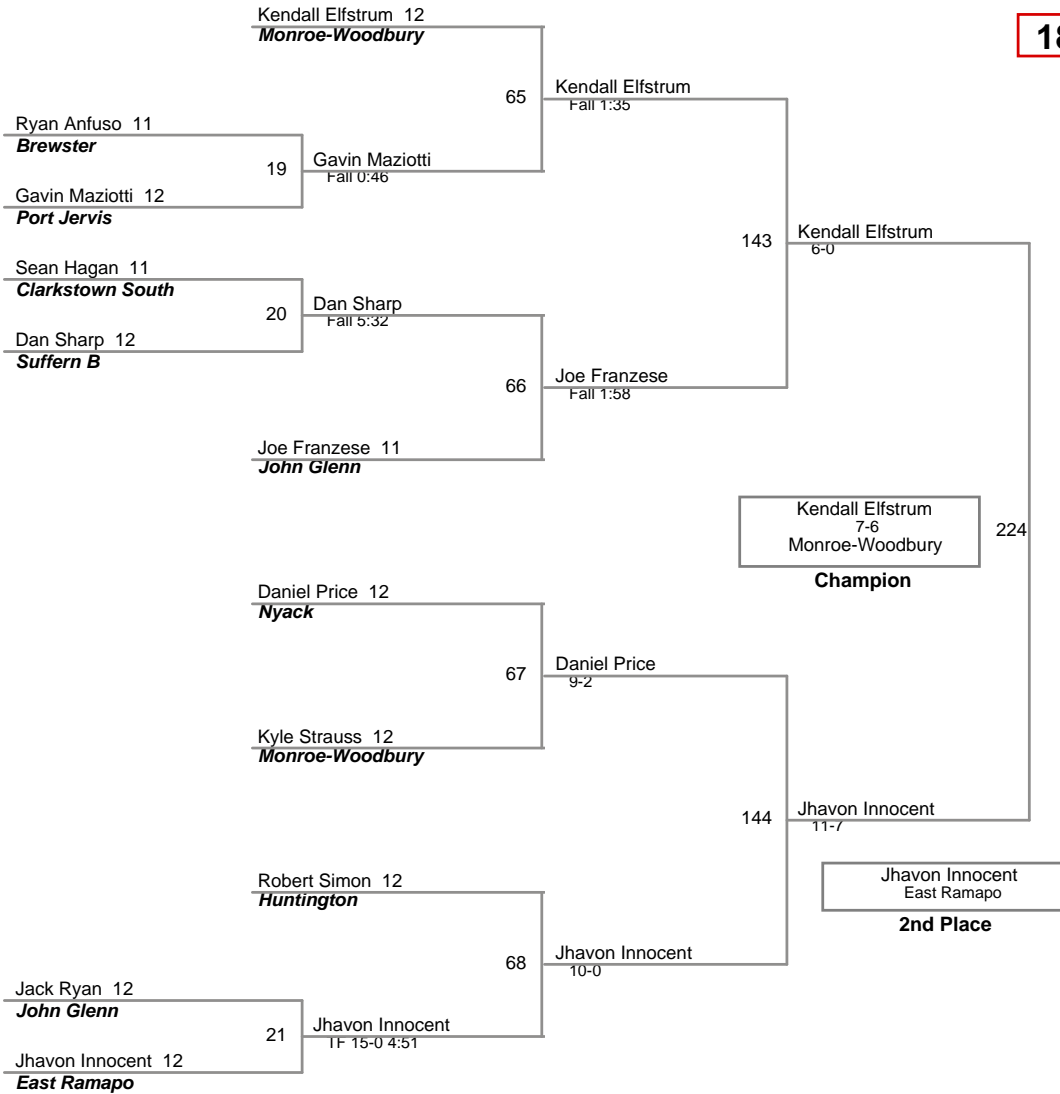 Kendall Elfstrum 12
Monroe-Woodbury
65
Kendall Elfstrum
Fall 1:35
Ryan Anfuso 11
Brewster
19
Gavin Maziotti
Fall 0:46
Gavin Maziotti 12
Port Jervis
143
Kendall Elfstrum
6-0
Sean Hagan 11
Clarkstown South
20
Dan Sharp
Fall 5:32
Dan Sharp 12
Suffern B
66
Joe Franzese
Fall 1:58
Joe Franzese 11
John Glenn
Kendall Elfstrum
7-6
Monroe-Woodbury
Champion
224
Daniel Price 12
Nyack
67
Daniel Price
9-2
Kyle Strauss 12
Monroe-Woodbury
144
Jhavon Innocent
11-7
Robert Simon 12
Huntington
Jhavon Innocent
East Ramapo
2nd Place
68
Jhavon Innocent
10-0
Jack Ryan 12
John Glenn
21
Jhavon Innocent
TF 15-0 4:51
Jhavon Innocent 12
East Ramapo